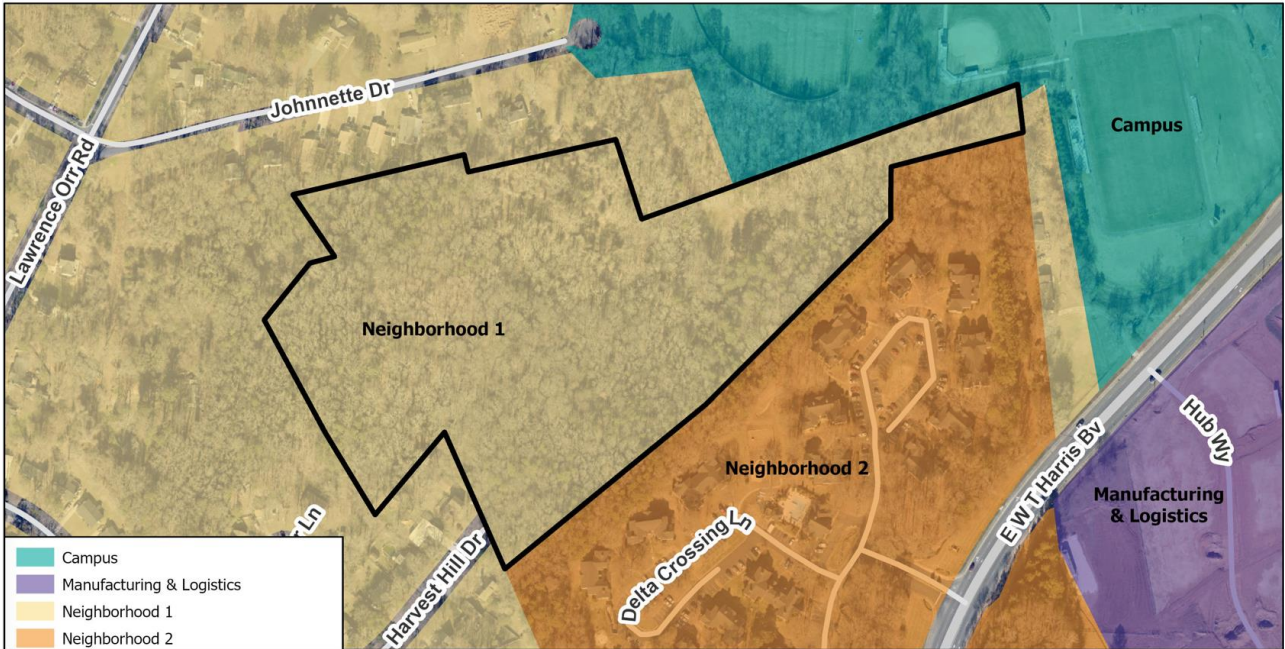 Johnnette Dr
Lawrence Orr Rd
Campus
Neighborhood 1
Neighborhood 2
E W T Harris Bv
Hub Wy
Manufacturing
& Logistics
Delta Crossing Ln
Harvest Hill Dr
r Ln
Campus
Manufacturing & Logistics
Neighborhood 1
Neighborhood 2